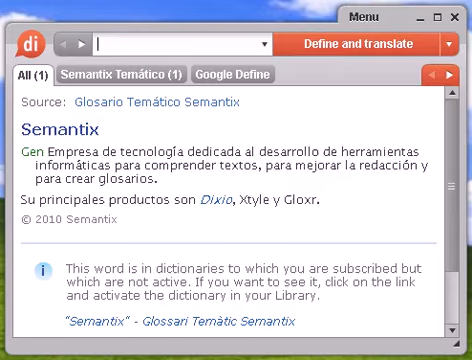 Menu
di
Define and translate
All (1)
Semantix Temático (1)
Google Define
Source: Glosario Temático Semantix
Semantix
Gen Empresa de tecnología dedicada al desarrollo de herramientas
informáticas para comprender textos, para mejorar la redacción y
para crear glosarios.
Su principales productos son Dixio, Xtyle y Gloxr.
© 2010 Semantix
This word is in dictionaries to which you are subscribed but
which are not active. If you want to see it, click on the link
and activate the dictionary in your Library.
"Semantix" - Glossari Temàtic Semantix